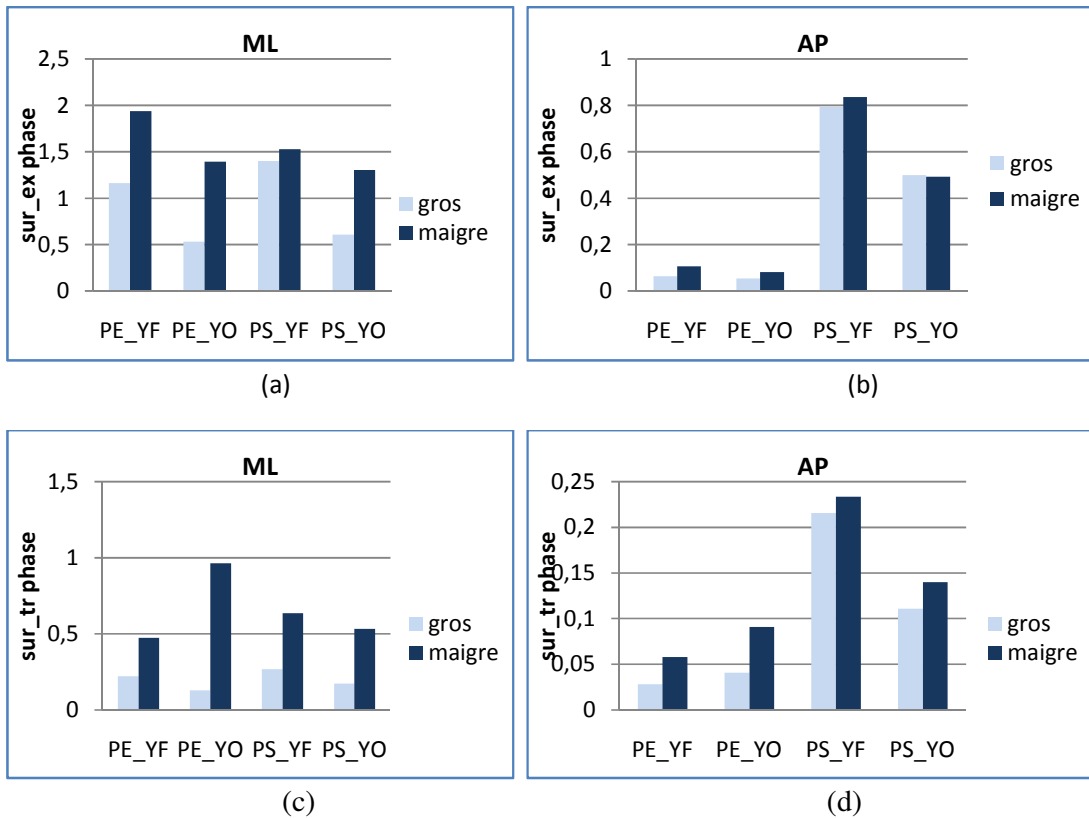 ML
2,5
2
1,5
1
0,5
0
sur_ex phase
PE_YF PE_YO PS_YF PS_YO
gros
maigre
(a)
AP
1
0,8
0,6
0,4
0,2
0
sur_ex phase
PE_YF PE_YO PS_YF PS_YO
gros
maigre
(b)
ML
1,5
1
0,5
0
sur_tr phase
PE_YF PE_YO PS_YF PS_YO
gros
maigre
(c)
AP
0,25
0,2
0,15
0,1
0,05
0
sur_tr phase
PE_YF PE_YO PS_YF PS_YO
gros
maigre
(d)